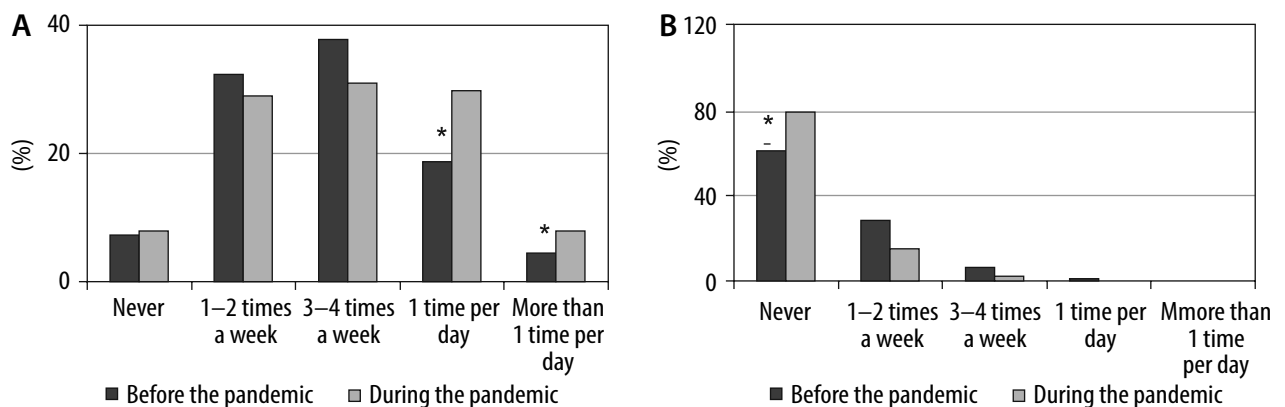 A
40
20
0
(%)
*
*
Never
1–2 times
a week
3–4 times
a week
1 time per
day
More than
1 time per
day
Before the pandemic
During the pandemic
B
120
80
40
0
(%)
*
Never
1–2 times
a week
3–4 times
a week
1 time per
day
Mmore than
1 time
per day
Before the pandemic
During the pandemic